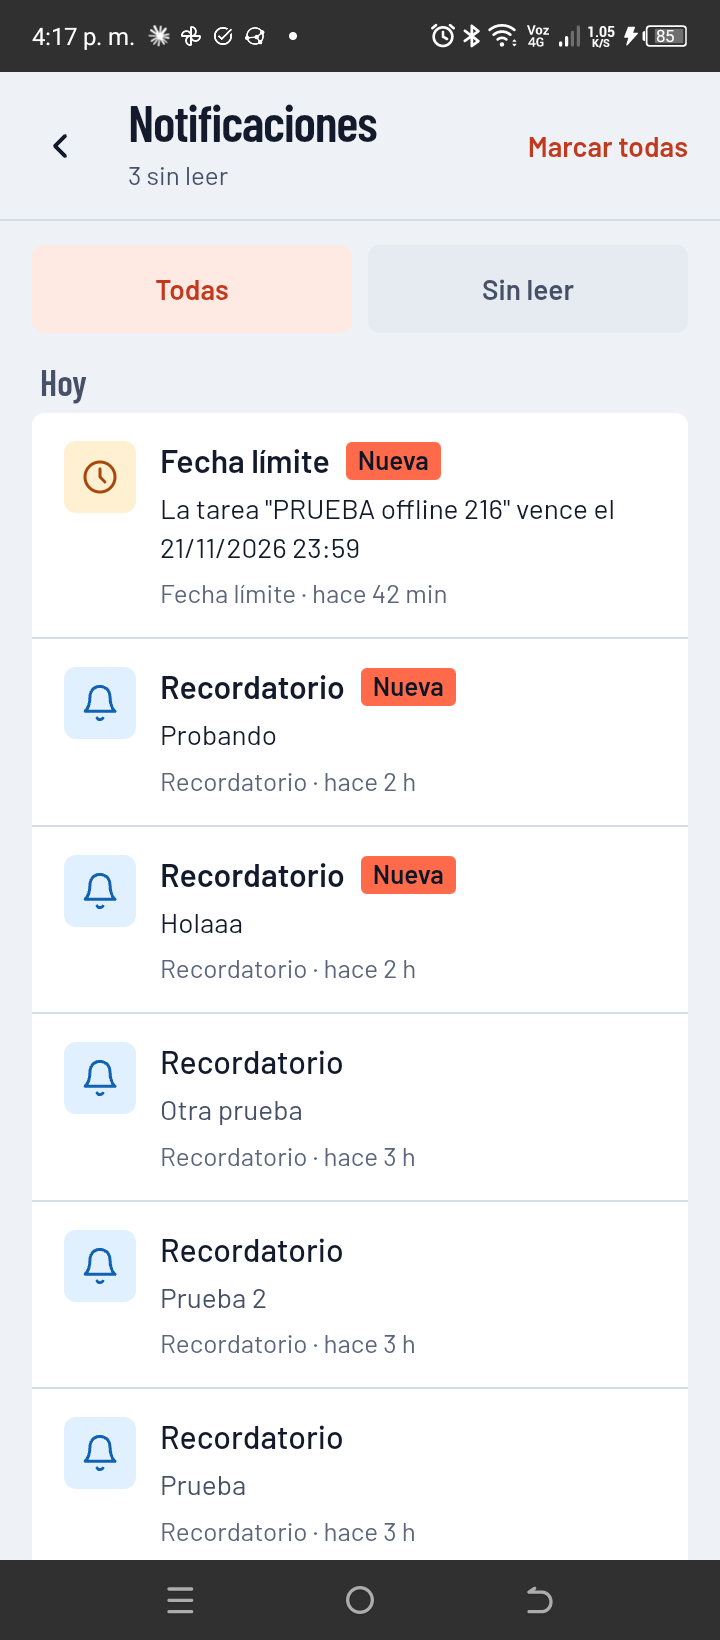 4:17 p. m.
Voz
4G
1.05
K/S
85
Notificaciones
3 sin leer
Marcar todas
Todas
Sin leer
Hoy
Fecha límite
Nueva
La tarea "PRUEBA offline 216" vence el
21/11/2026 23:59
Fecha límite · hace 42 min
Recordatorio
Nueva
Probando
Recordatorio · hace 2 h
Recordatorio
Nueva
Holaaa
Recordatorio · hace 2 h
Recordatorio
Otra prueba
Recordatorio · hace 3 h
Recordatorio
Prueba 2
Recordatorio · hace 3 h
Recordatorio
Prueba
Recordatorio · hace 3 h